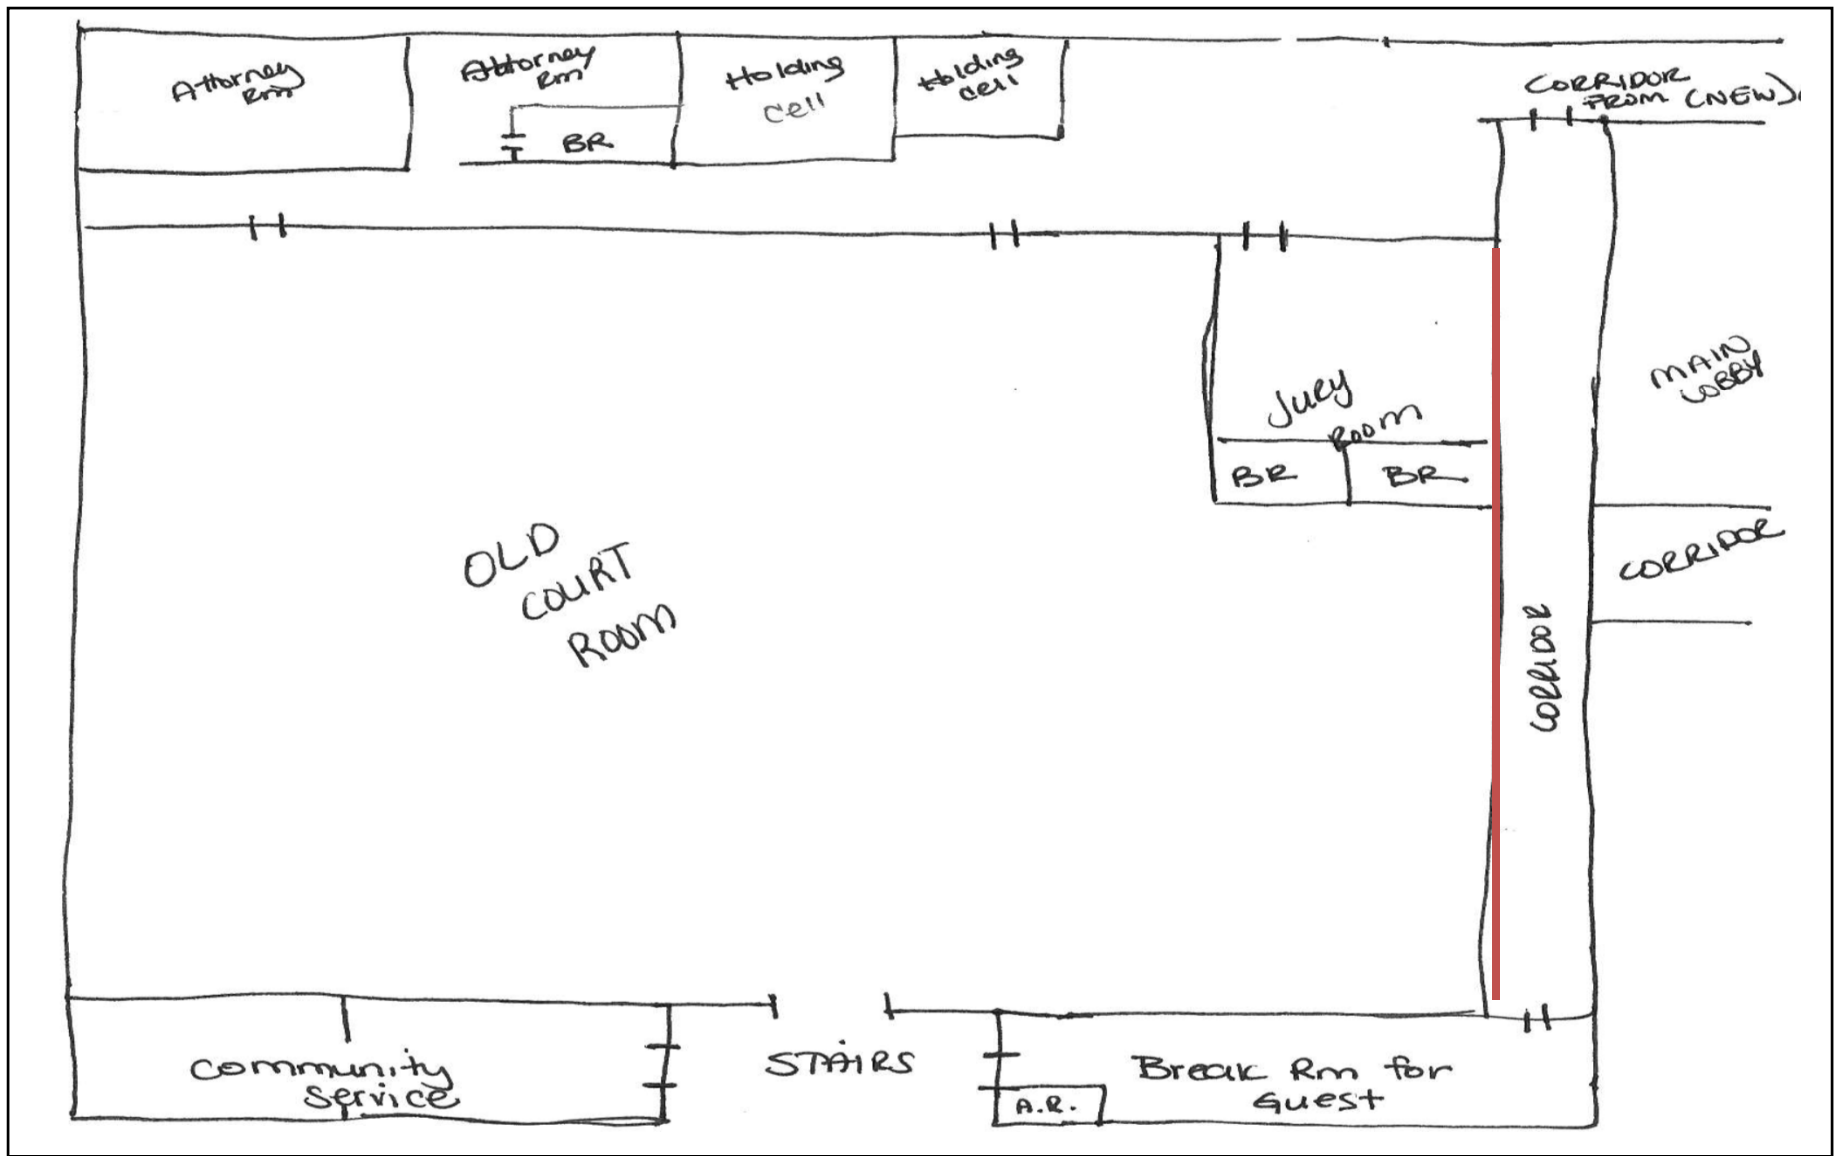 Attorney
Rm
Attorney
Rm
BR
Holding
cell
Holding
cell
CORRIDOR
FROM (NEW)
MAIN
LOBBY
Jury
Room
BR
BR
CORRIDOR
CORRIDOR
OLD
COURT
ROOM
Community
Service
STAIRS
A.R.
Break Rm for
Guest